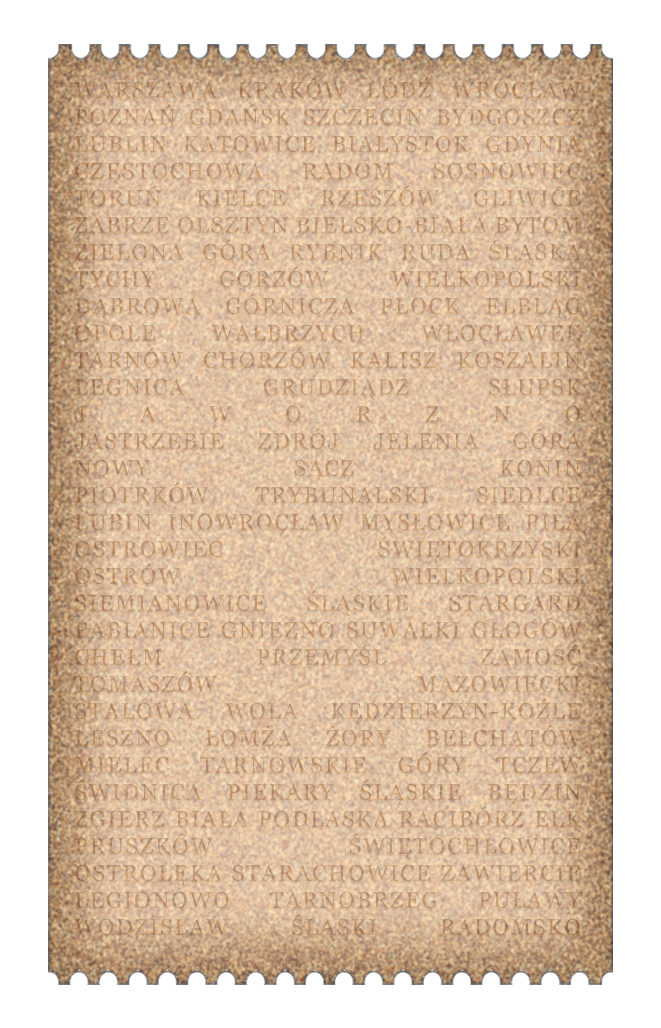 WARSZAWA KRAKÓW ŁÓDŹ WROCŁAW
POZNAŃ GDAŃSK SZCZECIN BYDGOSZCZ
LUBLIN KATOWICE BIAŁYSTOK GDYNIA
CZĘSTOCHOWA RADOM SOSNOWIEC
TORUŃ KIELCE RZESZÓW GLIWICE
ZABRZE OLSZTYN BIELSKO-BIAŁA BYTOM
ZIELONA GÓRA RYBNIK RUDA ŚLĄSKA
TYCHY GORZÓW WIELKOPOLSKI
DĄBROWA GÓRNICZA PŁOCK ELBLĄG
OPOLE WAŁBRZYCH WŁOCŁAWEK
TARNÓW CHORZÓW KALISZ KOSZALIN
LEGNICA GRUDZIĄDZ SŁUPSK
J A W O R Z N O
JASTRZĘBIE ZDRÓJ JELENIA GÓRA
NOWY SĄCZ KONIN
PIOTRKÓW TRYBUNALSKI SIEDLCE
LUBIN INOWROCŁAW MYSŁOWICE PIŁA
OSTROWIEC ŚWIĘTOKRZYSKI
OSTRÓW WIELKOPOLSKI
SIEMIANOWICE ŚLĄSKIE STARGARD
PABIANICE GNIEZNO SUWAŁKI GŁOGÓW
CHEŁM PRZEMYŚL ZAMOŚĆ
TOMASZÓW MAZOWIECKI
STALOWA WOLA KĘDZIERZYN-KOŹLE
LESZNO ŁOMŻA ŻORY BEŁCHATÓW
MIELEC TARNOWSKIE GÓRY TCZEW
ŚWIDNICA PIEKARY ŚLĄSKIE BĘDZIN
ZGIERZ BIAŁA PODLASKA RACIBÓRZ EŁK
PRUSZKÓW ŚWIĘTOCHŁOWICE
OSTROŁĘKA STARACHOWICE ZAWIERCIE
LEGIONOWO TARNOBRZEG PUŁAWY
WODZISŁAW ŚLĄSKI RADOMSKO